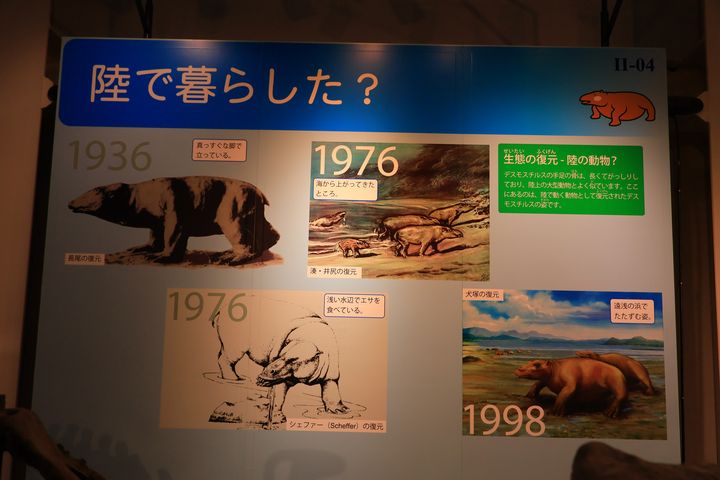 陸で暮らした？
II-04
1936
真っすぐな脚で
立っている。
長尾の復元
1976
海から上がってきた
ところ。
湊・井尻の復元
せいたい ふくげん
生態の復元 - 陸の動物?
デスモスチルスの手足の骨は、長くてがっしりし
ており、陸上の大型動物とよく似ています。ここ
にあるのは、陸で動く動物として復元されたデス
モスチルスの姿です。
1976
浅い水辺でエサを
食べている。
シェファー（Scheffer）の復元
犬塚の復元
遠浅の浜で
たたずむ姿。
1998